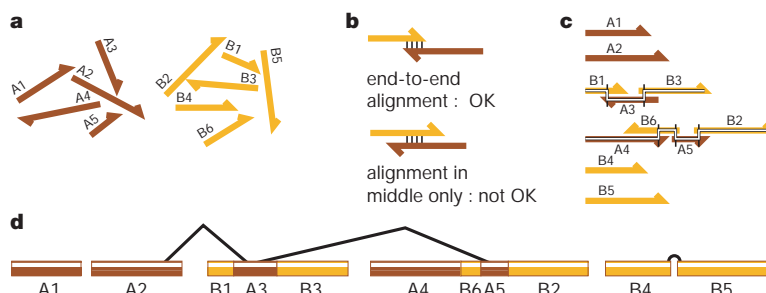 a
A1
A2
A3
A4
A5
B2
B1
B3
B4
B5
B6
b
end-to-end
alignment : OK
alignment in
middle only : not OK
c
A1
A2
B1 B3
A3
B6 B2
A4 A5
B4
B5
d
A1 A2 B1 A3 B3 A4 B6 A5 B2 B4 B5